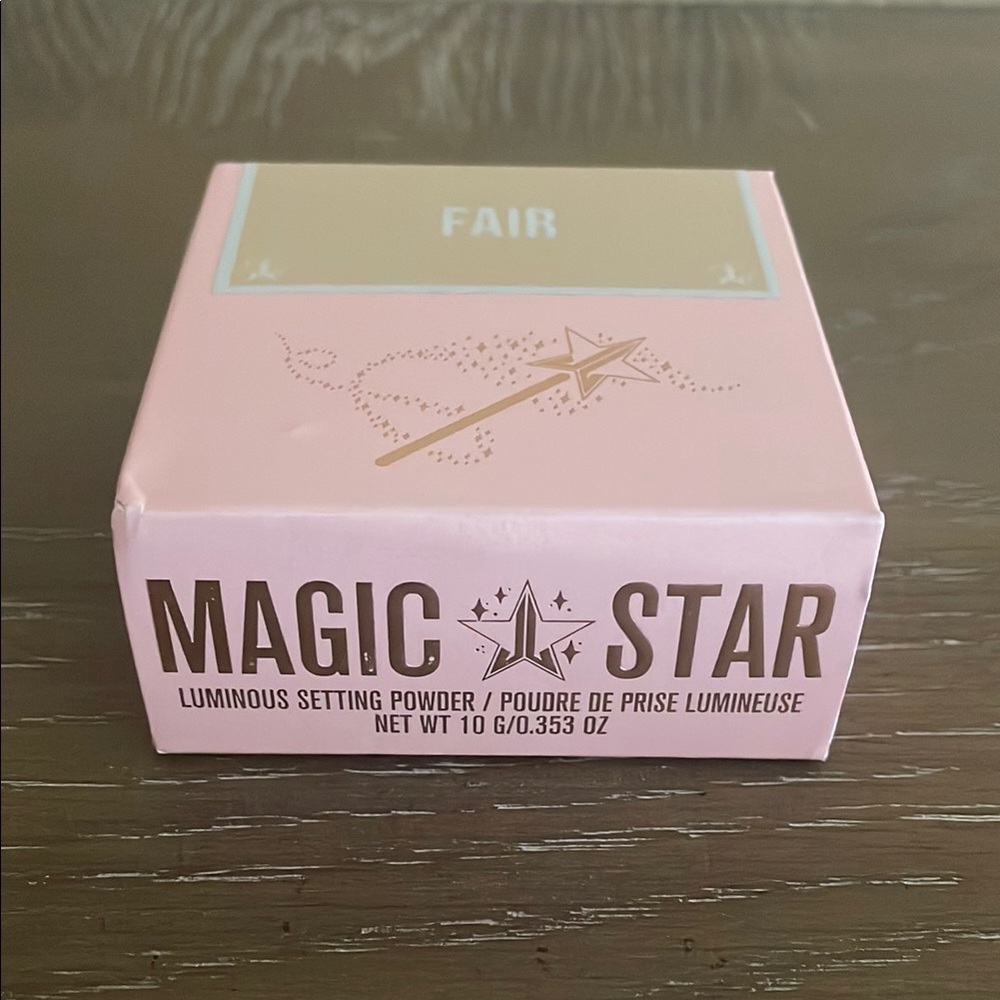 FAIR
MAGIC STAR
LUMINOUS SETTING POWDER / POUDRE DE PRISE LUMINEUSE
NET WT 10 G/0.353 OZ